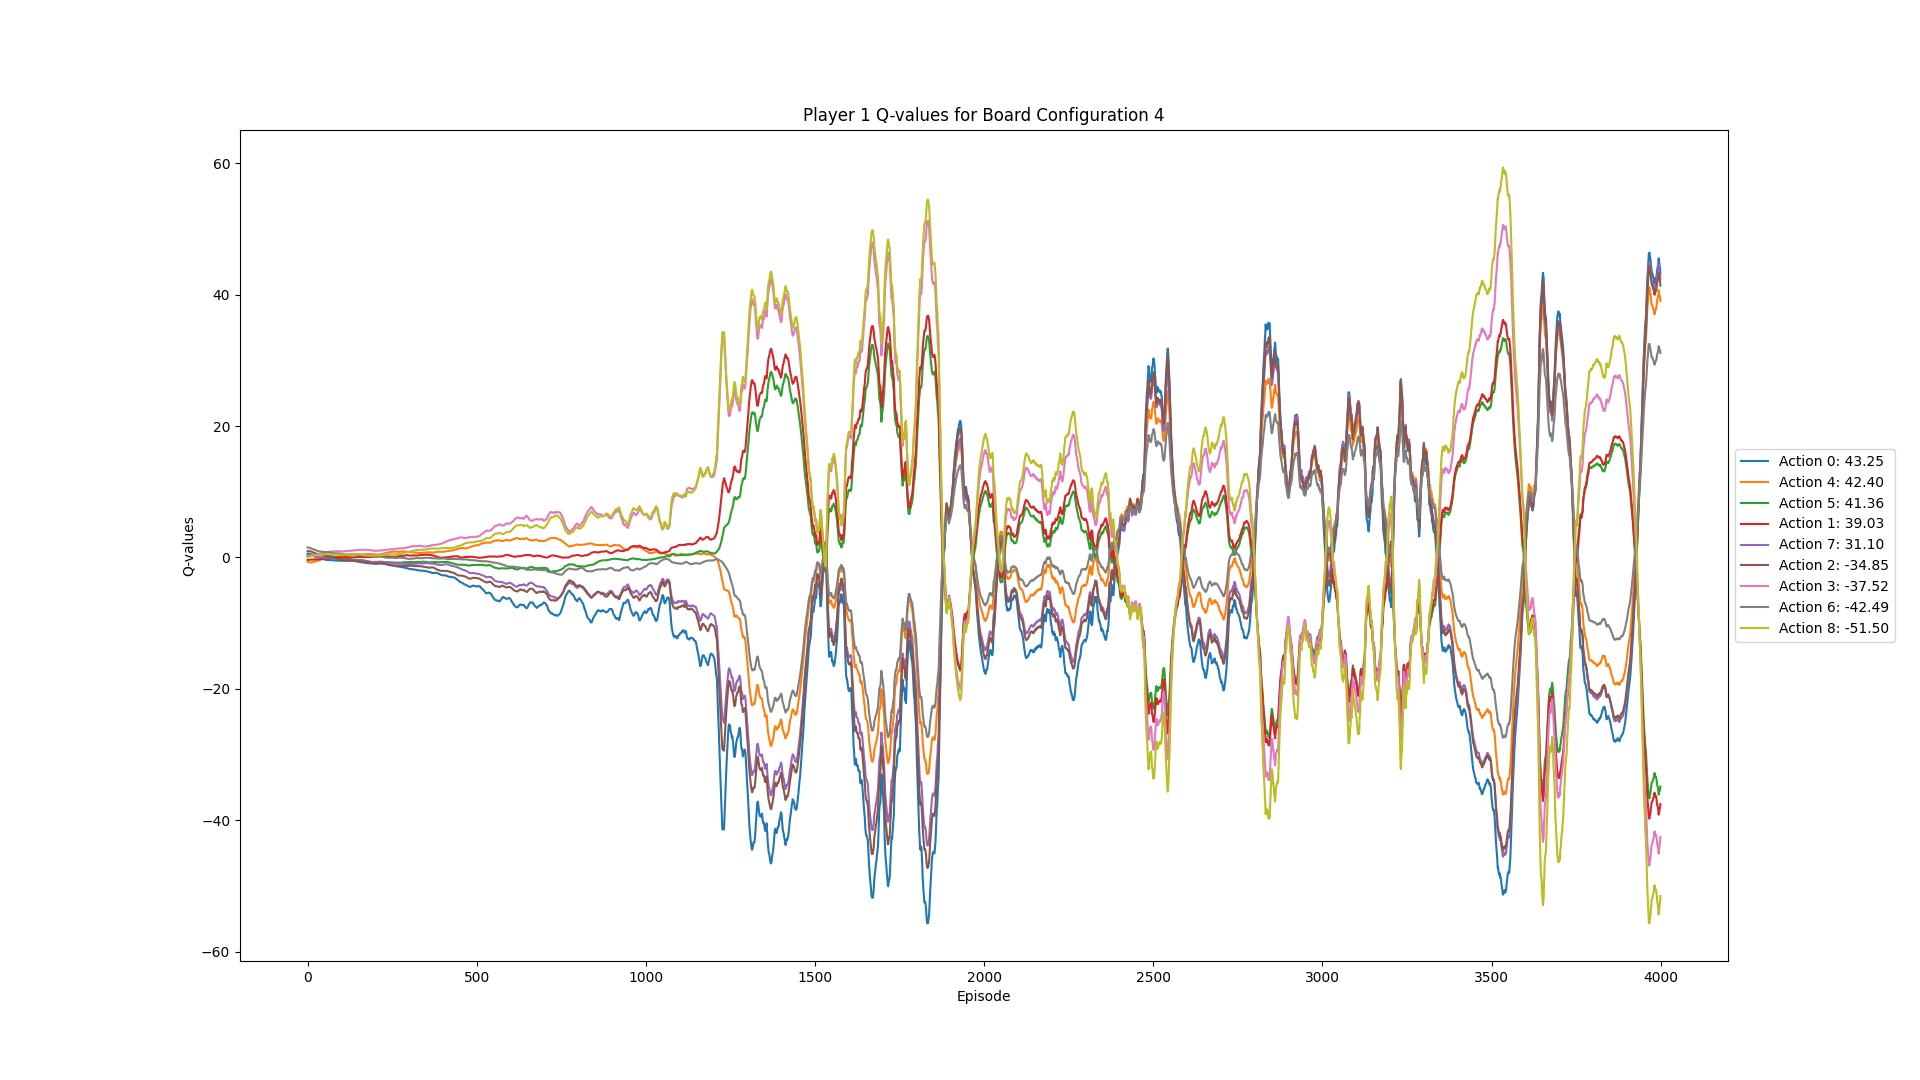 Player 1 Q-values for Board Configuration 4
60
40
20
0
−20
−40
−60
Q-values
0 500 1000 1500 2000 2500 3000 3500 4000
Episode
Action 0: 43.25
Action 4: 42.40
Action 5: 41.36
Action 1: 39.03
Action 7: 31.10
Action 2: -34.85
Action 3: -37.52
Action 6: -42.49
Action 8: -51.50